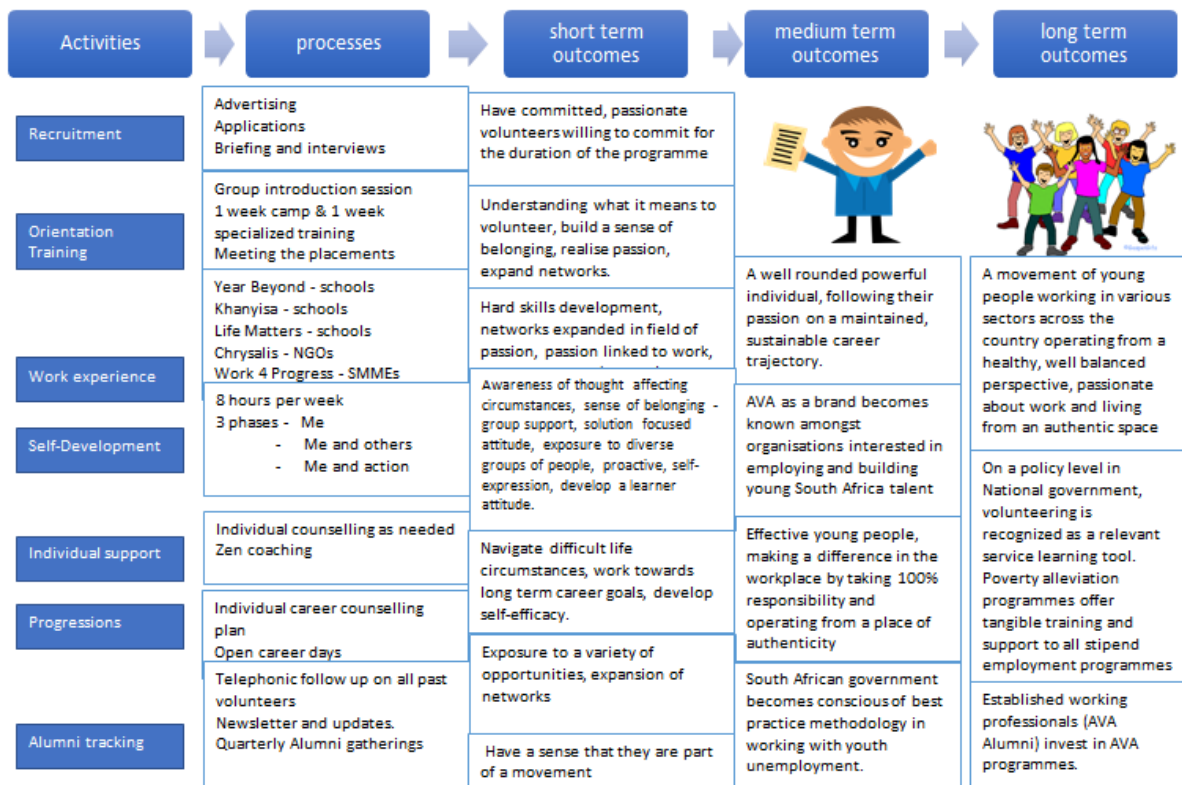 Activities
processes
short term
outcomes
medium term
outcomes
long term
outcomes
Recruitment
Orientation
Training
Work experience
Self-Development
Individual support
Progressions
Alumni tracking
Advertising
Applications
Briefing and interviews
Group introduction session
1 week camp & 1 week
specialized training
Meeting the placements
Year Beyond - schools
Khanyisa - schools
Life Matters - schools
Chrysalis - NGOs
Work 4 Progress - SMMEs
8 hours per week
3 phases - Me
- Me and others
- Me and action
Individual counselling as needed
Zen coaching
Individual career counselling
plan
Open career days
Telephonic follow up on all past
volunteers
Newsletter and updates.
Quarterly Alumni gatherings
Have committed, passionate
volunteers willing to commit for
the duration of the programme
Understanding what it means to
volunteer, build a sense of
belonging, realise passion,
expand networks.
Hard skills development,
networks expanded in field of
passion, passion linked to work,
Awareness of thought affecting
circumstances, sense of belonging -
group support, solution focused
attitude, exposure to diverse
groups of people, proactive, self-
expression, develop a learner
attitude.
Navigate difficult life
circumstances, work towards
long term career goals, develop
self-efficacy.
Exposure to a variety of
opportunities, expansion of
networks
Have a sense that they are part
of a movement
A well rounded powerful
individual, following their
passion on a maintained,
sustainable career
trajectory.
AVA as a brand becomes
known amongst
organisations interested in
employing and building
young South Africa talent
Effective young people,
making a difference in the
workplace by taking 100%
responsibility and
operating from a place of
authenticity
South African government
becomes conscious of best
practice methodology in
working with youth
unemployment.
A movement of young
people working in various
sectors across the
country operating from a
healthy, well balanced
perspective, passionate
about work and living
from an authentic space
On a policy level in
National government,
volunteering is
recognized as a relevant
service learning tool.
Poverty alleviation
programmes offer
tangible training and
support to all stipend
employment programmes
Established working
professionals (AVA
Alumni) invest in AVA
programmes.